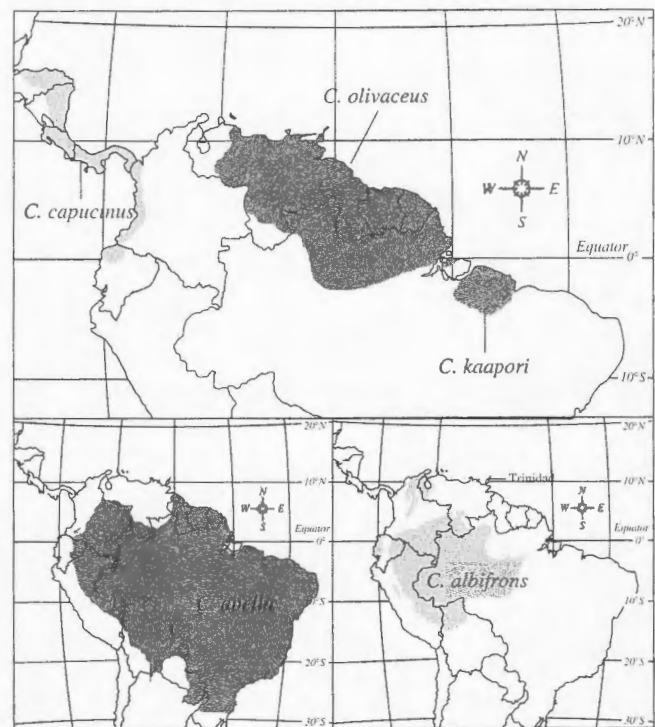 20°N
C. olivaceus
10°N
N
W E
S
C. capucinus
Equator
0°
C. kaapori
10°S
20°N
10°N
N
W E
S
Equator
0°
C. apella
10°S
20°S
30°S
20°N
Trinidad
10°N
N
W E
S
Equator
0°
C. albifrons
10°S
20°S
30°S